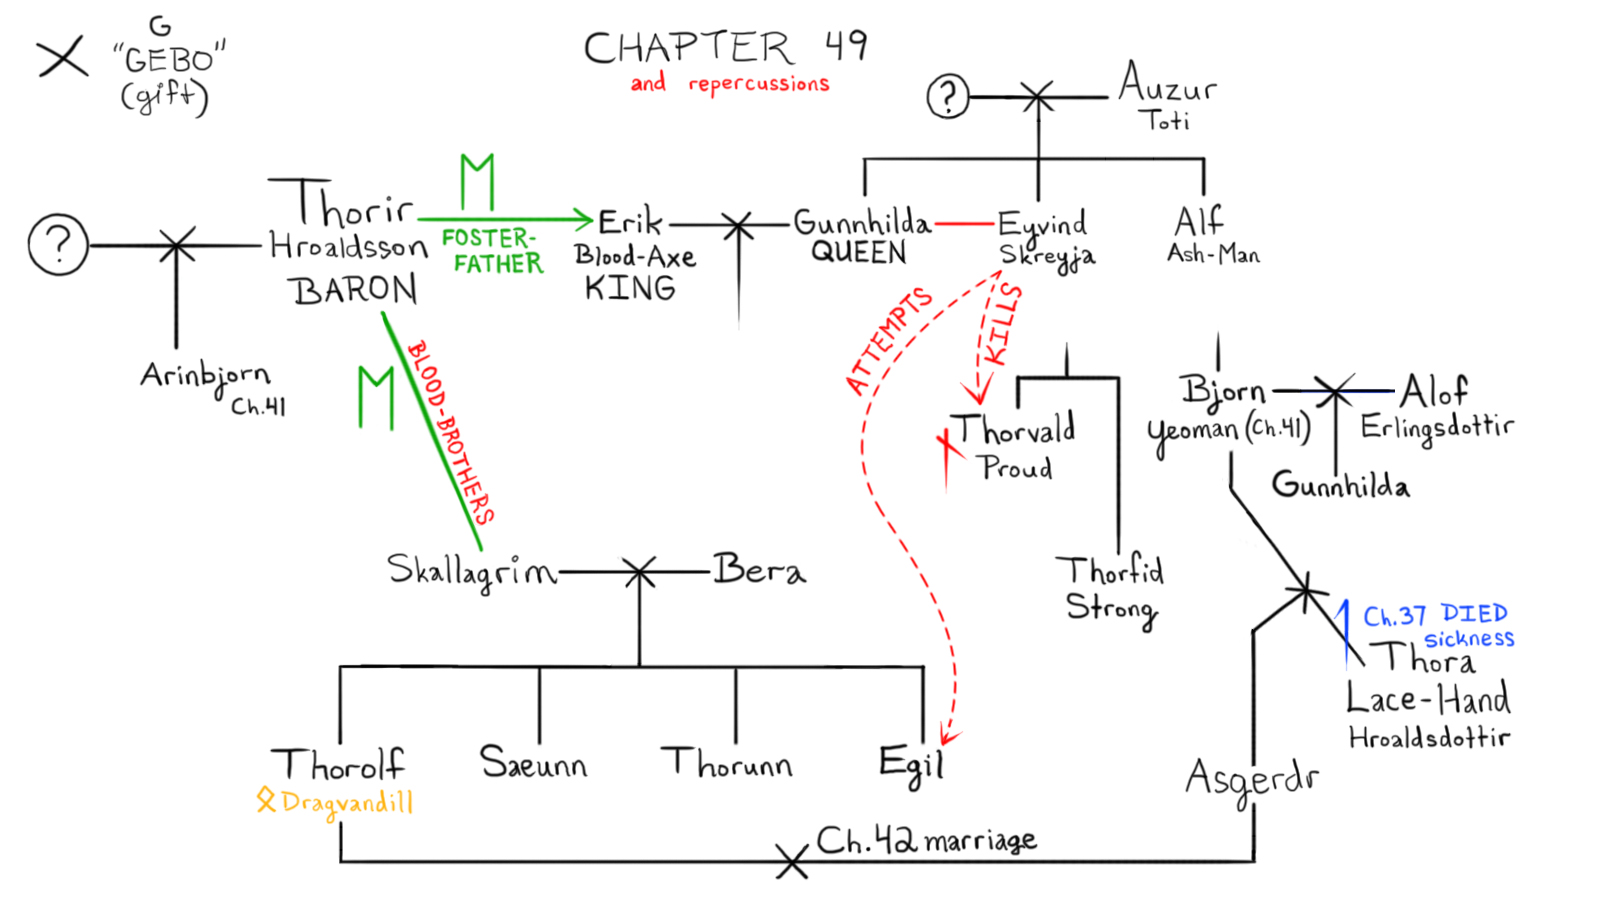 G
"GEBO"
(gift)
CHAPTER 49
and repercussions
?
Auzur
Toti
Thorir
Hroaldsson
BARON
FOSTER-
FATHER
Erik
Blood-Axe
KING
Gunnhilda
QUEEN
Eyvind
Skreyja
Alf
Ash-Man
?
Arinbjorn
Ch.41
BLOOD-BROTHERS
ATTEMPTS
KILLS
Thorvald
Proud
Thorfid
Strong
Bjorn
yeoman (Ch.41)
Alof
Erlingsdottir
Gunnhilda
Skallagrim
Bera
Ch.37 DIED
sickness
Thora
Lace-Hand
Hroaldsdottir
Thorolf
Dragvandill
Saeunn
Thorunn
Egil
Asgerdr
Ch.42 marriage